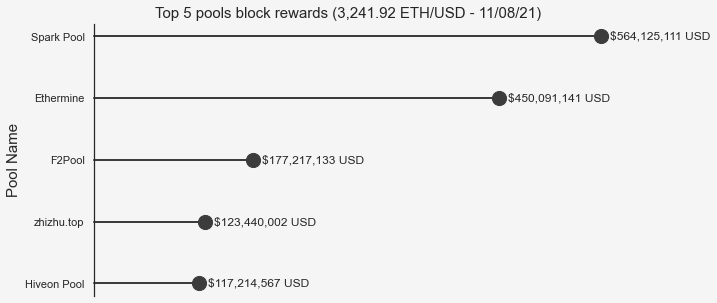 Top 5 pools block rewards (3,241.92 ETH/USD - 11/08/21)
Pool Name
Spark Pool $564,125,111 USD
Ethermine $450,091,141 USD
F2Pool $177,217,133 USD
zhizhu.top $123,440,002 USD
Hiveon Pool $117,214,567 USD